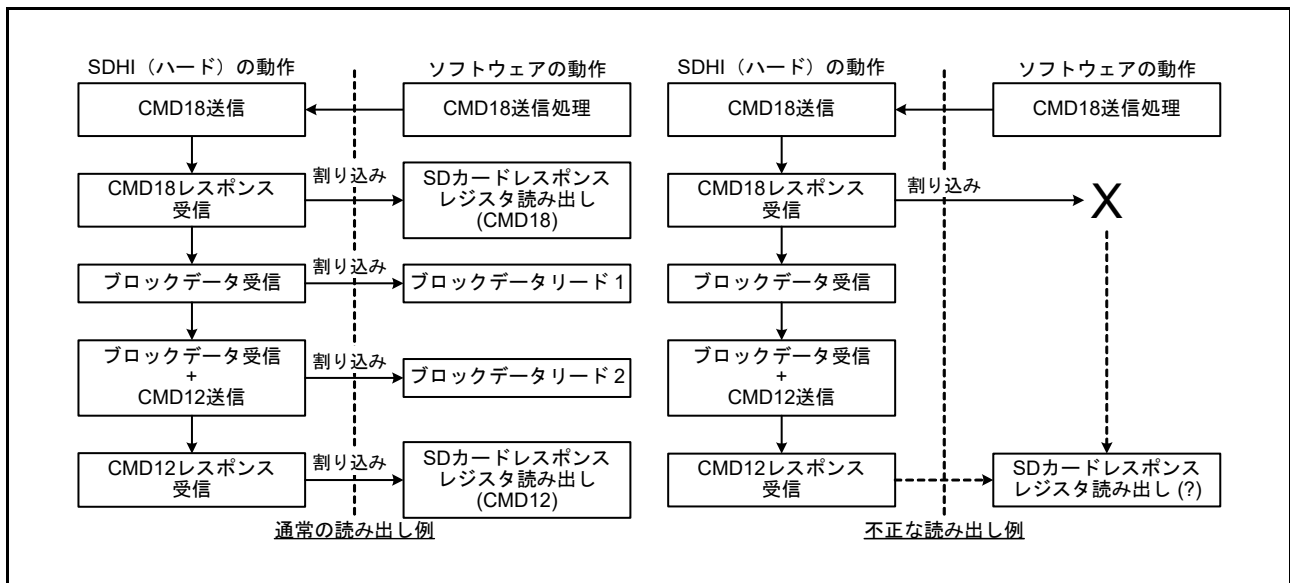 SDHI（ハード）の動作
ソフトウェアの動作
CMD18送信
CMD18送信処理
CMD18レスポンス
受信
割り込み
SDカードレスポンス
レジスタ読み出し
(CMD18)
ブロックデータ受信
割り込み
ブロックデータリード 1
ブロックデータ受信
+
CMD12送信
割り込み
ブロックデータリード 2
CMD12レスポンス
受信
割り込み
SDカードレスポンス
レジスタ読み出し
(CMD12)
通常の読み出し例
SDHI（ハード）の動作
ソフトウェアの動作
CMD18送信
CMD18送信処理
CMD18レスポンス
受信
割り込み
X
ブロックデータ受信
ブロックデータ受信
+
CMD12送信
CMD12レスポンス
受信
SDカードレスポンス
レジスタ読み出し (?)
不正な読み出し例